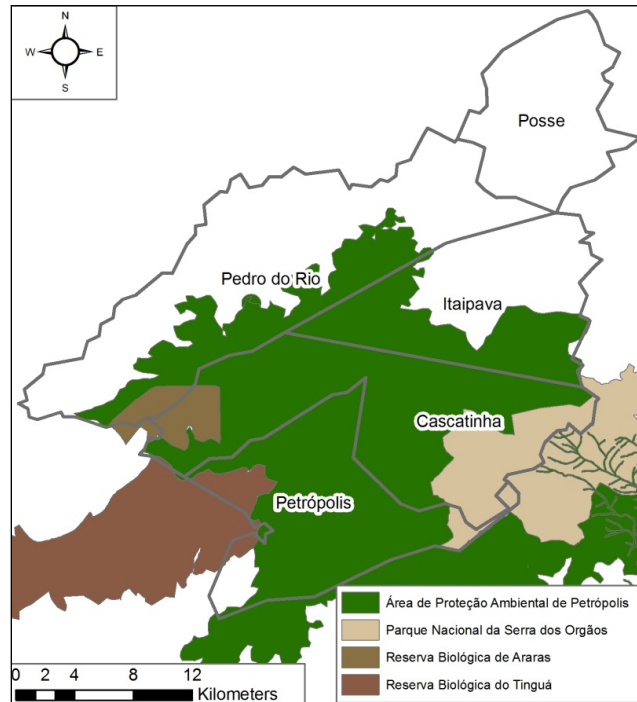 N
W E
S
Posse
Pedro do Rio
Itaipava
Cascatinha
Petrópolis
Área de Proteção Ambiental de Petrópolis
Parque Nacional da Serra dos Orgãos
Reserva Biológica de Araras
Reserva Biológica do Tinguá
0 2 4 8 12
Kilometers